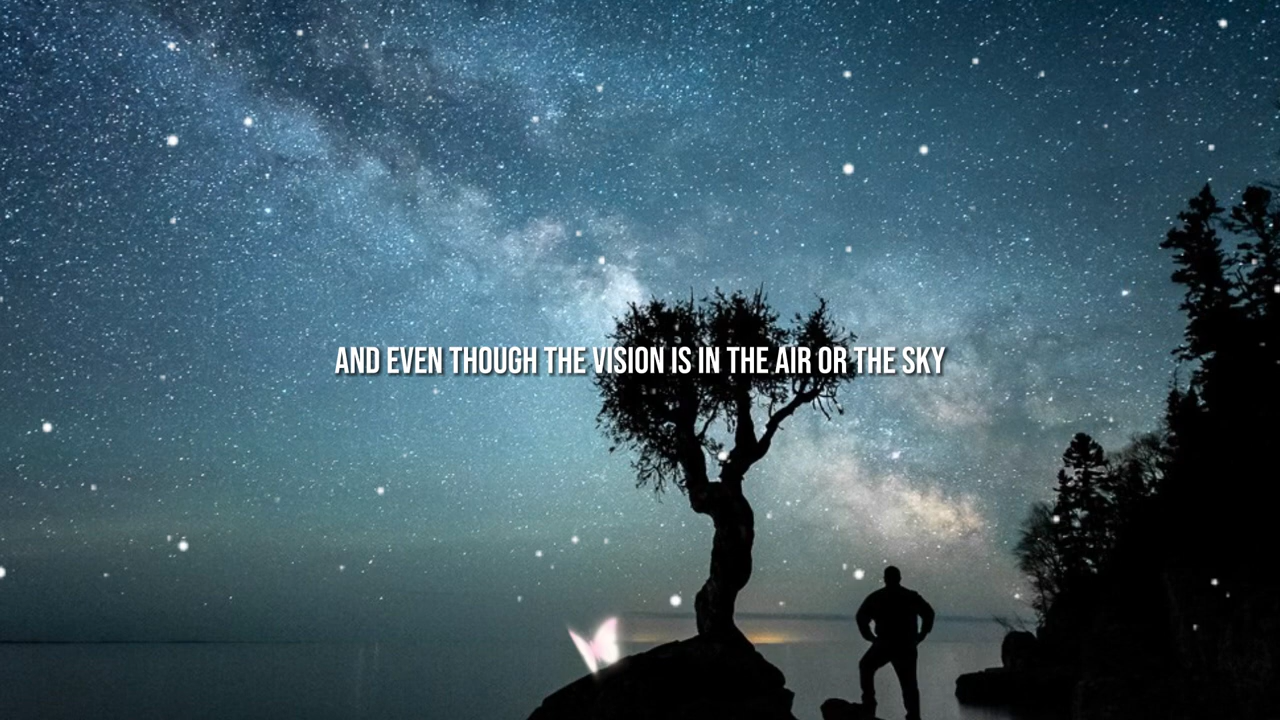 AND EVEN THOUGH THE VISION IS IN THE AIR OR THE SKY